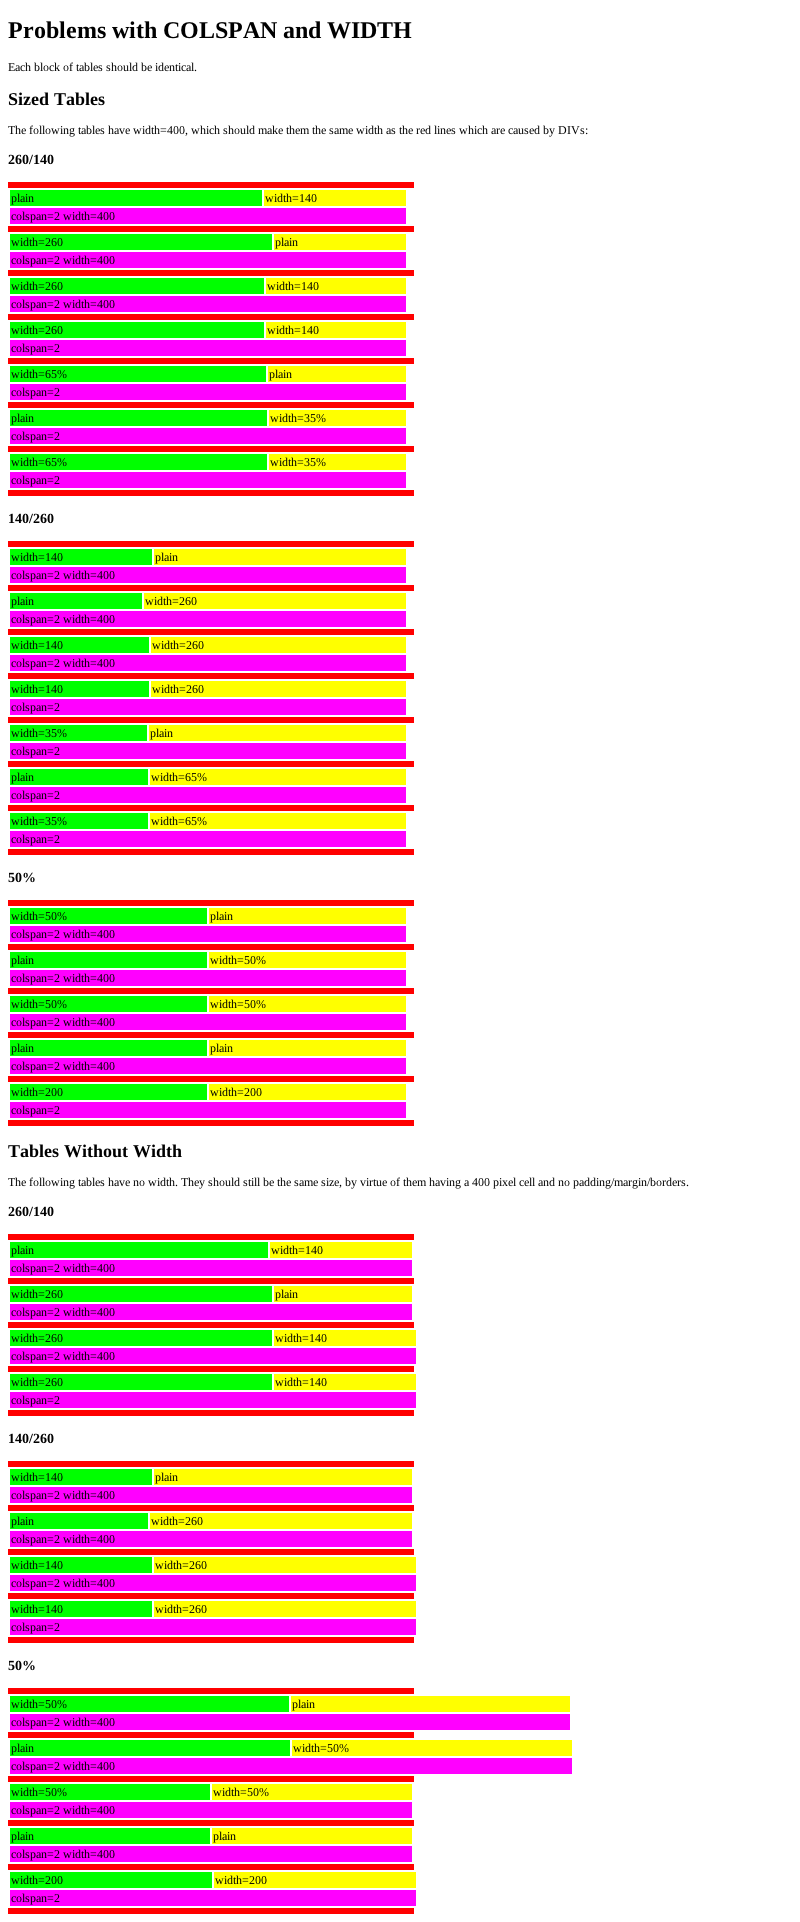 Problems with COLSPAN and WIDTH
Each block of tables should be identical.
Sized Tables
The following tables have width=400, which should make them the same width as the red lines which are caused by DIVs:
260/140
plain width=140
colspan=2 width=400
width=260 plain
colspan=2 width=400
width=260 width=140
colspan=2 width=400
width=260 width=140
colspan=2
width=65% plain
colspan=2
plain width=35%
colspan=2
width=65% width=35%
colspan=2
140/260
width=140 plain
colspan=2 width=400
plain width=260
colspan=2 width=400
width=140 width=260
colspan=2 width=400
width=140 width=260
colspan=2
width=35% plain
colspan=2
plain width=65%
colspan=2
width=35% width=65%
colspan=2
50%
width=50% plain
colspan=2 width=400
plain width=50%
colspan=2 width=400
width=50% width=50%
colspan=2 width=400
plain plain
colspan=2 width=400
width=200 width=200
colspan=2
Tables Without Width
The following tables have no width. They should still be the same size, by virtue of them having a 400 pixel cell and no padding/margin/borders.
260/140
plain width=140
colspan=2 width=400
width=260 plain
colspan=2 width=400
width=260 width=140
colspan=2 width=400
width=260 width=140
colspan=2
140/260
width=140 plain
colspan=2 width=400
plain width=260
colspan=2 width=400
width=140 width=260
colspan=2 width=400
width=140 width=260
colspan=2
50%
width=50% plain
colspan=2 width=400
plain width=50%
colspan=2 width=400
width=50% width=50%
colspan=2 width=400
plain plain
colspan=2 width=400
width=200 width=200
colspan=2